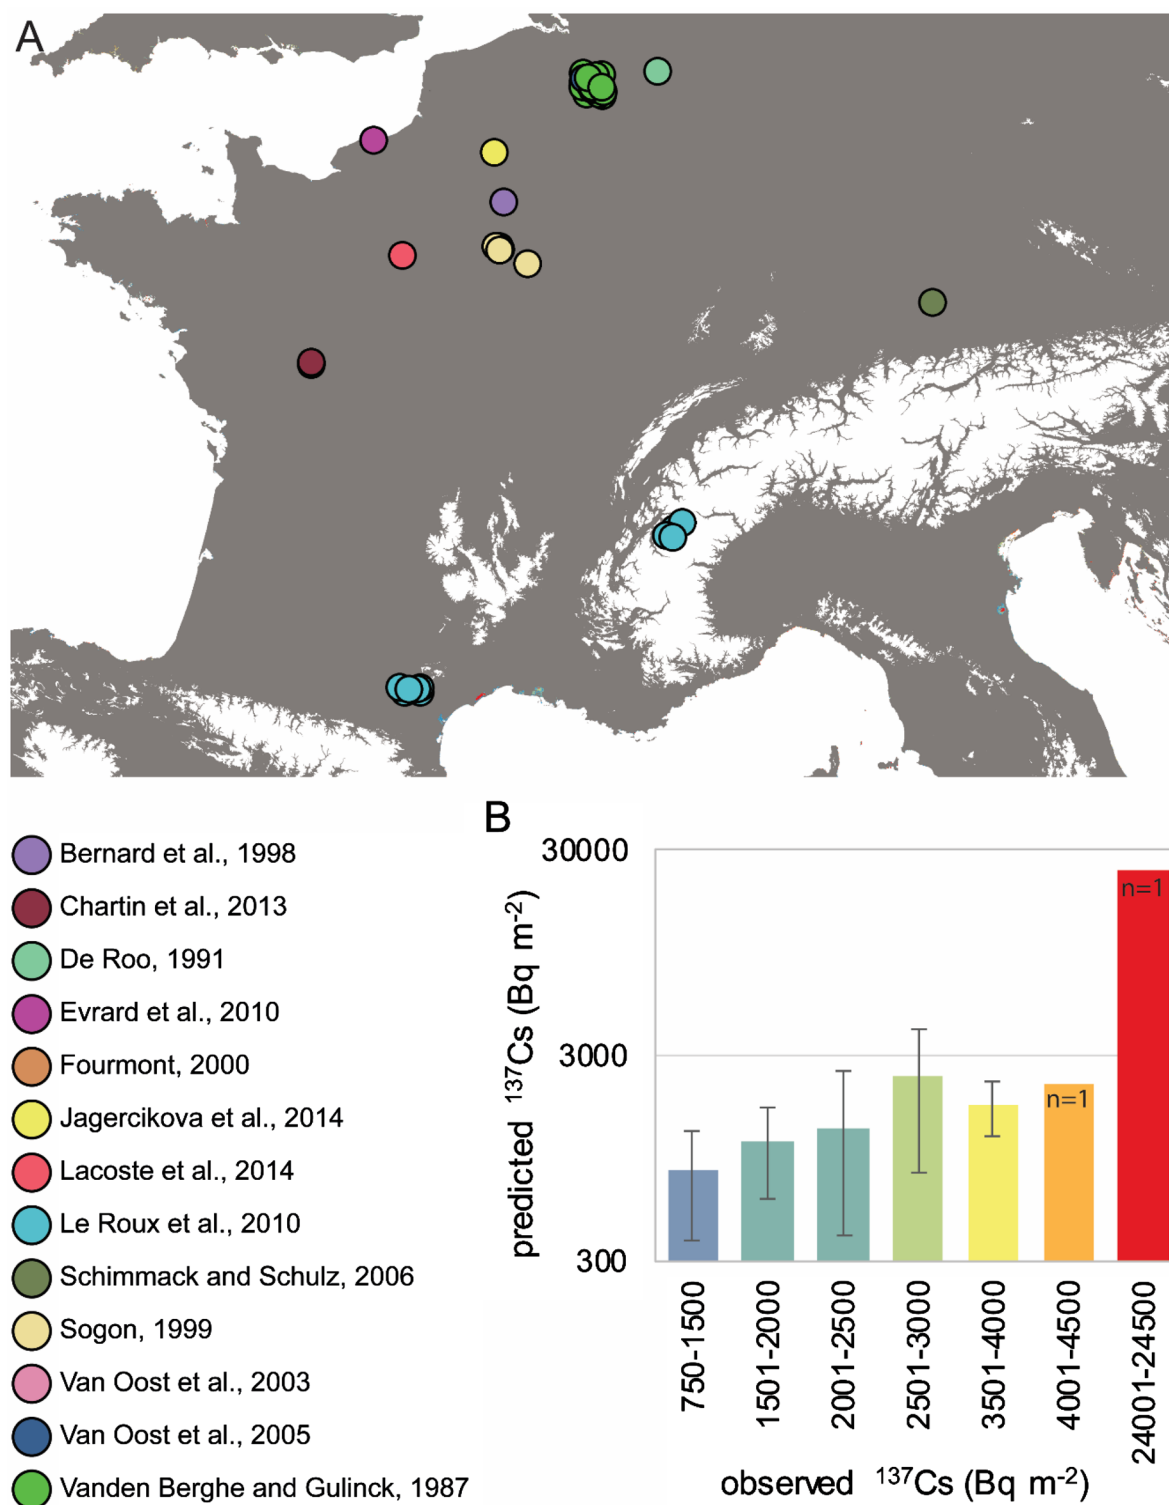 A
Bernard et al., 1998
Chartin et al., 2013
De Roo, 1991
Evrard et al., 2010
Fourmont, 2000
Jagercikova et al., 2014
Lacoste et al., 2014
Le Roux et al., 2010
Schimmack and Schulz, 2006
Sogon, 1999
Van Oost et al., 2003
Van Oost et al., 2005
Vanden Berghe and Gulinck, 1987
B
predicted ¹³⁷Cs (Bq m⁻²)
30000
3000
300
n=1
n=1
750-1500
1501-2000
2001-2500
2501-3000
3501-4000
4001-4500
24001-24500
observed ¹³⁷Cs (Bq m⁻²)